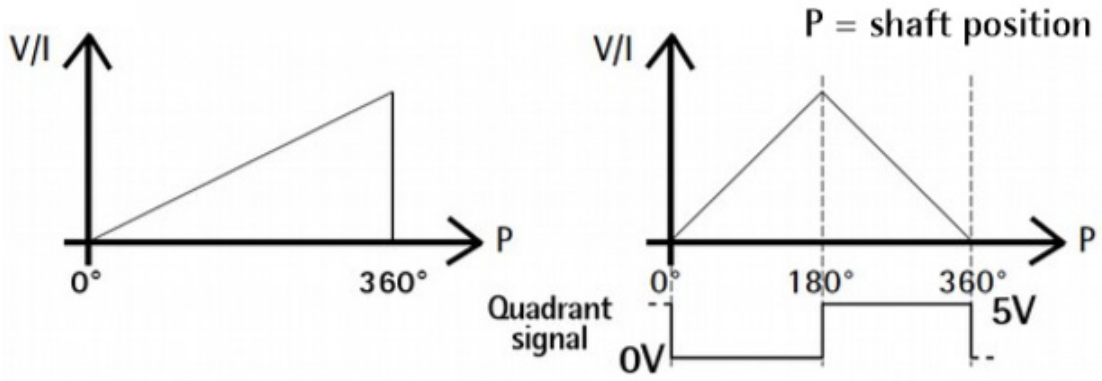 P = shaft position
V/I
P
0°
360°
V/I
P
0°
180°
360°
Quadrant
signal
0V
5V